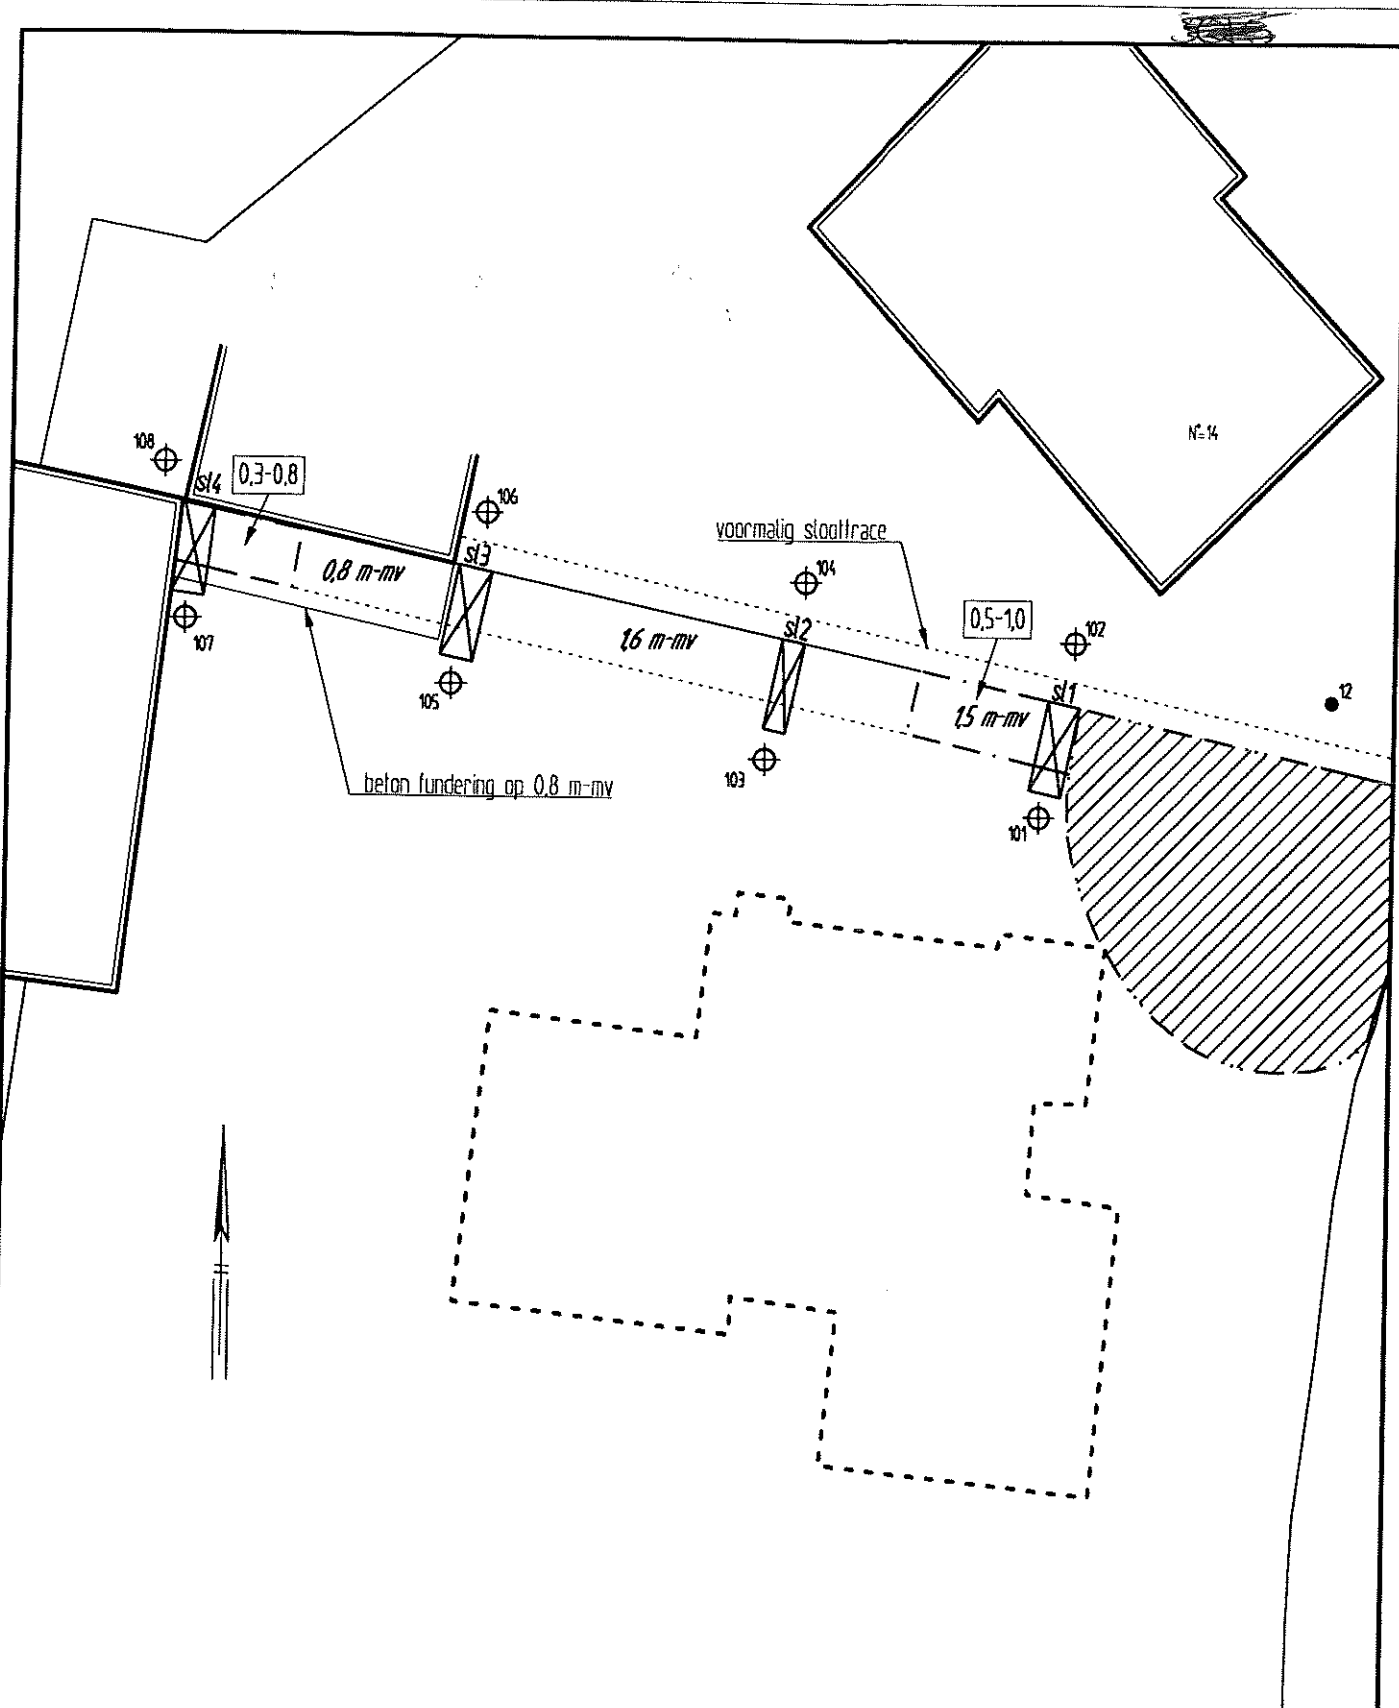 N°=14
108
sl4
0,3-0,8
106
voormalig sloottrace
104
0,8 m-mv
sl3
0,5-1,0
102
107
1,6 m-mv
sl2
105
sl1
12
1,5 m-mv
103
beton fundering op 0,8 m-mv
101